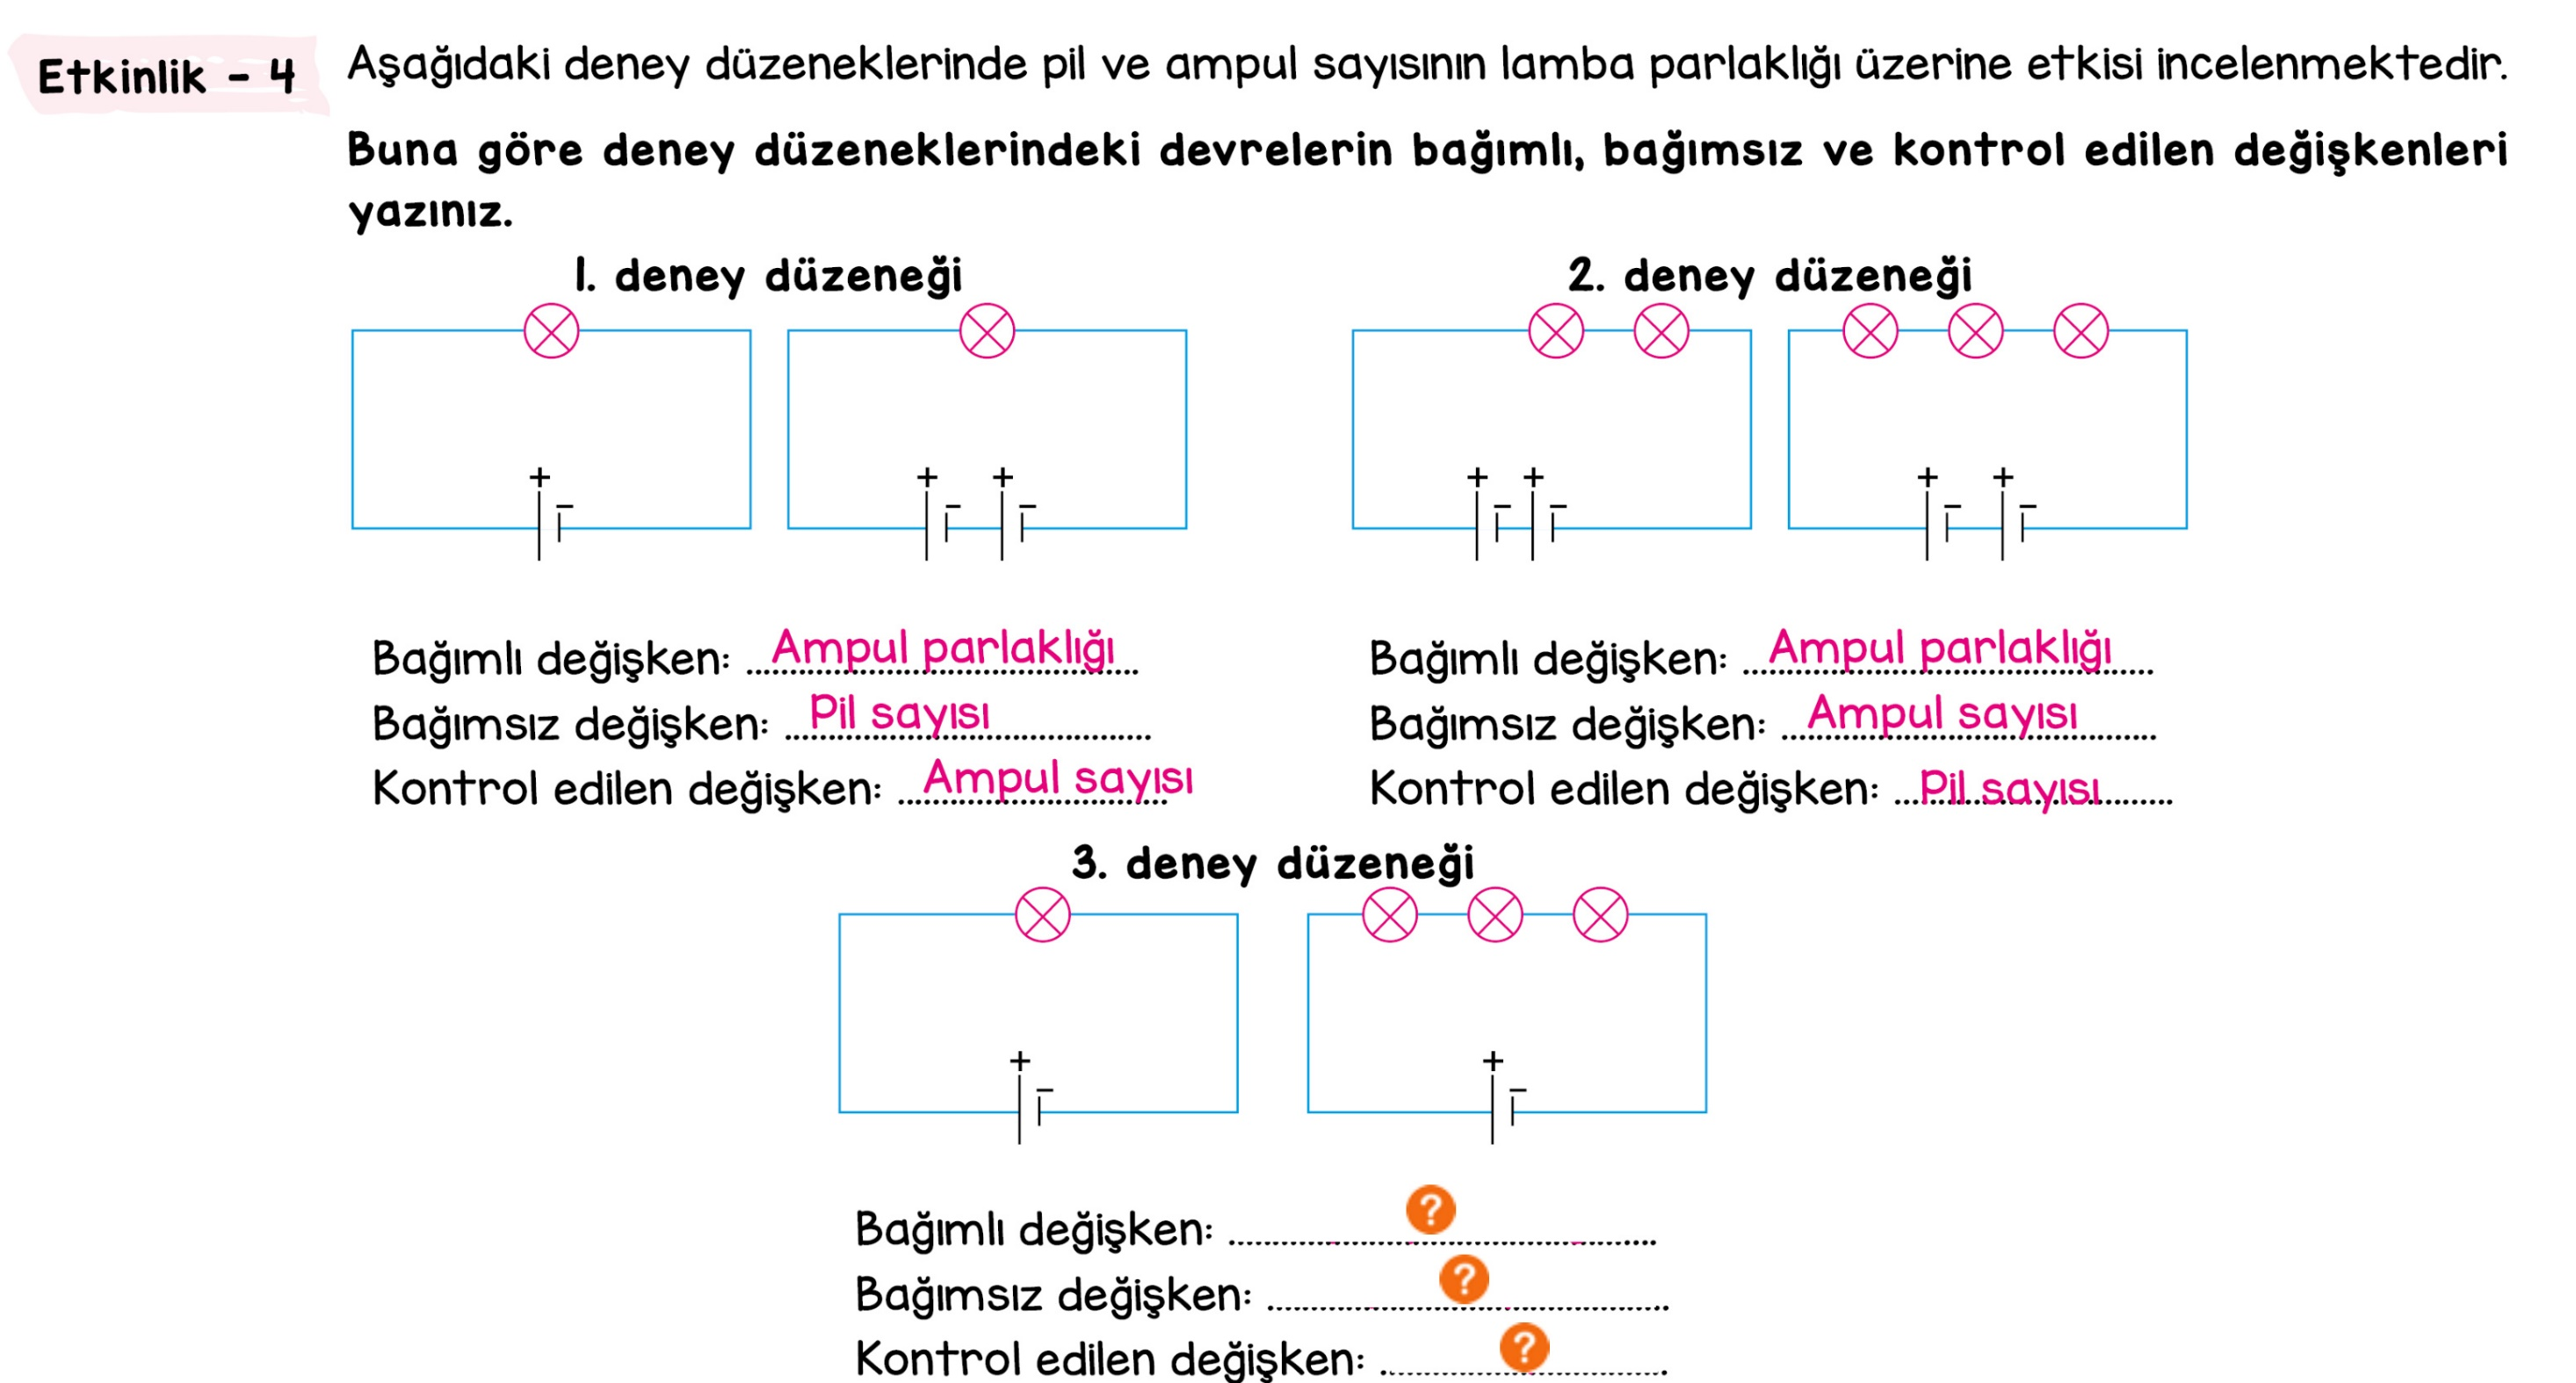 Etkinlik - 4
Aşağıdaki deney düzeneklerinde pil ve ampul sayısının lamba parlaklığı üzerine etkisi incelenmektedir.
Buna göre deney düzeneklerindeki devrelerin bağımlı, bağımsız ve kontrol edilen değişkenleri
yazınız.
1. deney düzeneği
+ - + + - -
Bağımlı değişken: Ampul parlaklığı
Bağımsız değişken: Pil sayısı
Kontrol edilen değişken: Ampul sayısı
2. deney düzeneği
+ + - - + + - -
Bağımlı değişken: Ampul parlaklığı
Bağımsız değişken: Ampul sayısı
Kontrol edilen değişken: Pil sayısı
3. deney düzeneği
+ - + -
Bağımlı değişken: ?
Bağımsız değişken: ?
Kontrol edilen değişken: ?